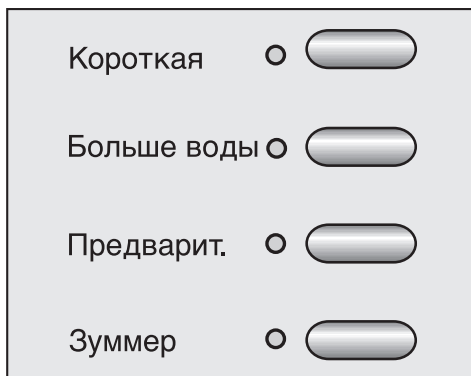 Короткая
Больше воды
Предварит.
Зуммер